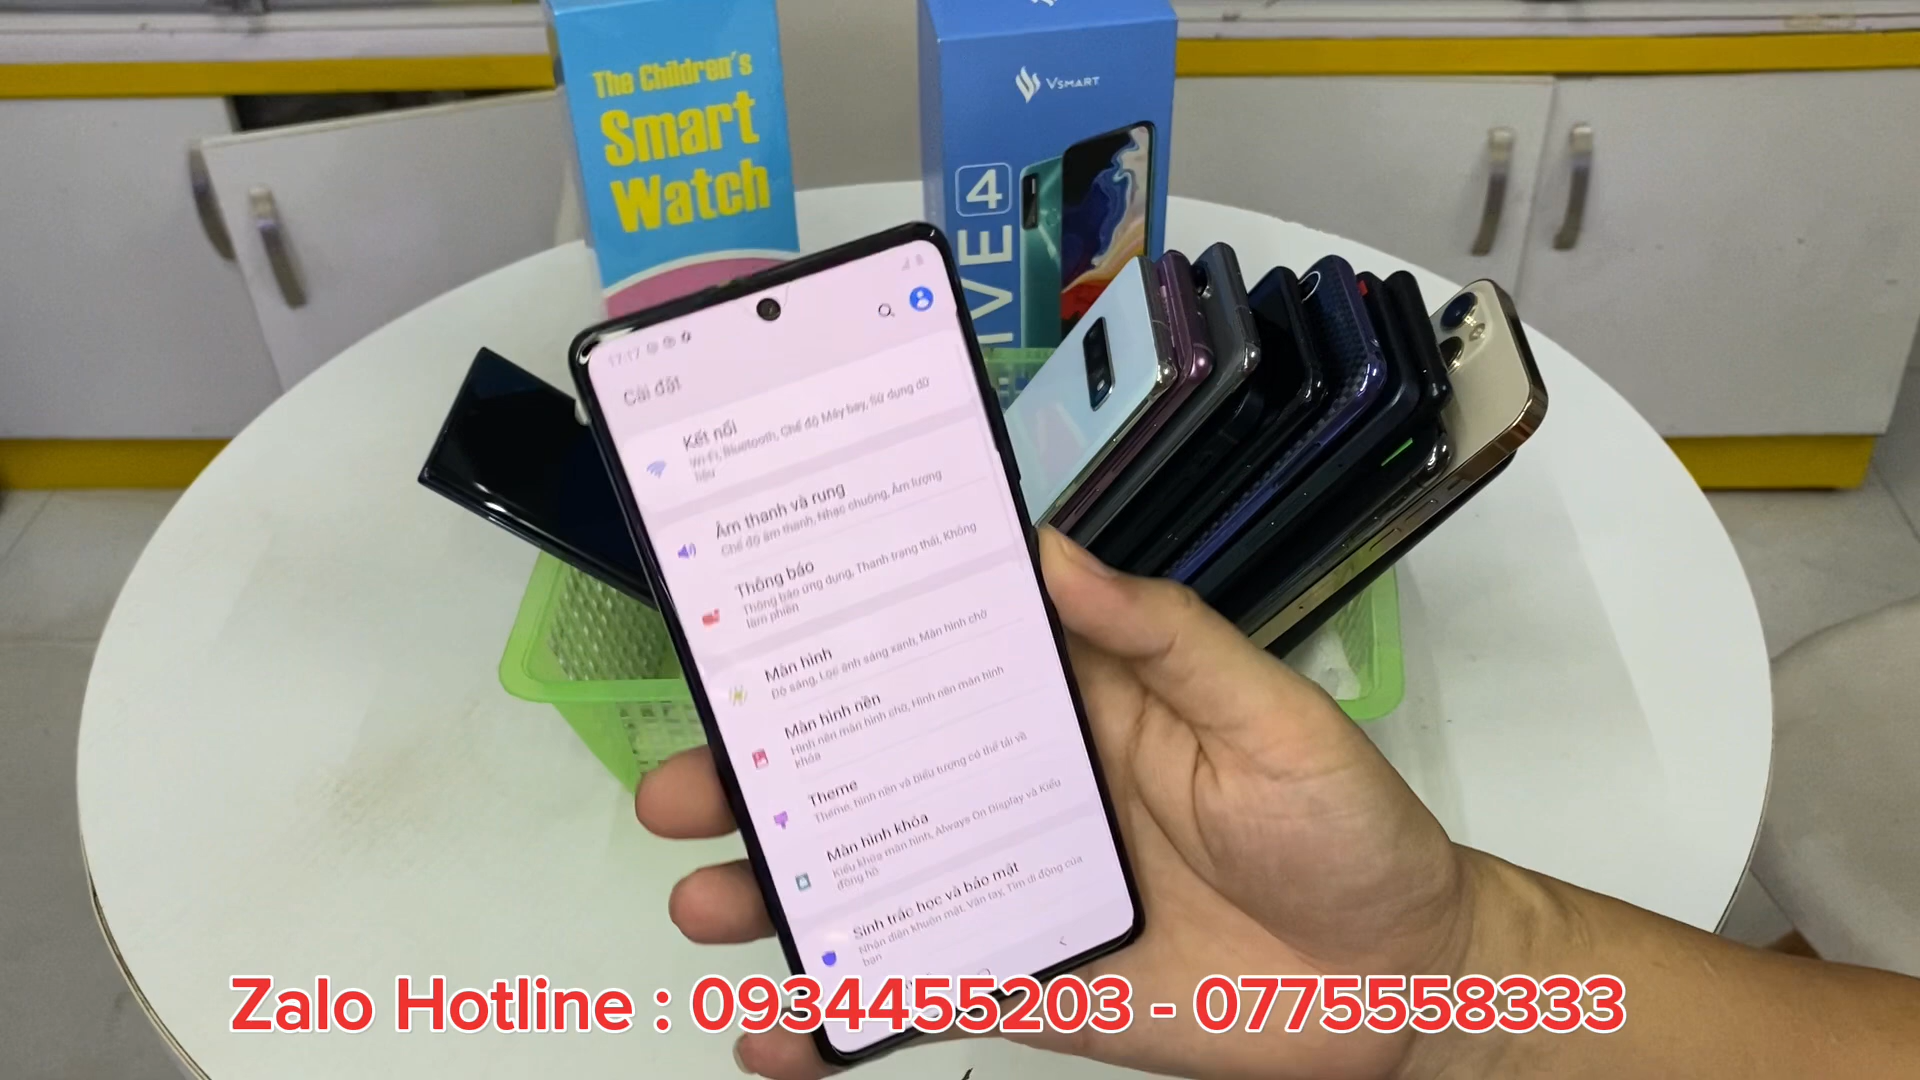 The Children's
Smart
Watch
VSMART
IVE 4
17:17
Cài đặt
Kết nối
Wi-Fi, Bluetooth, Chế độ Máy bay, Sử dụng dữ
liệu
Âm thanh và rung
Chế độ âm thanh, Nhạc chuông, Âm lượng
Thông báo
Thông báo ứng dụng, Thanh trạng thái, Không
làm phiền
Màn hình
Độ sáng, Lọc ánh sáng xanh, Màn hình chờ
Màn hình nền
Hình nền màn hình chờ, Hình nền màn hình
khóa
Theme
Theme, hình nền và biểu tượng có thể tải về
Màn hình khóa
Kiểu khóa màn hình, Always On Display và Kiểu
đồng hồ
Sinh trắc học và bảo mật
Nhận diện khuôn mặt, Vân tay, Tìm di động của
bạn
Zalo Hotline : 0934455203 - 0775558333